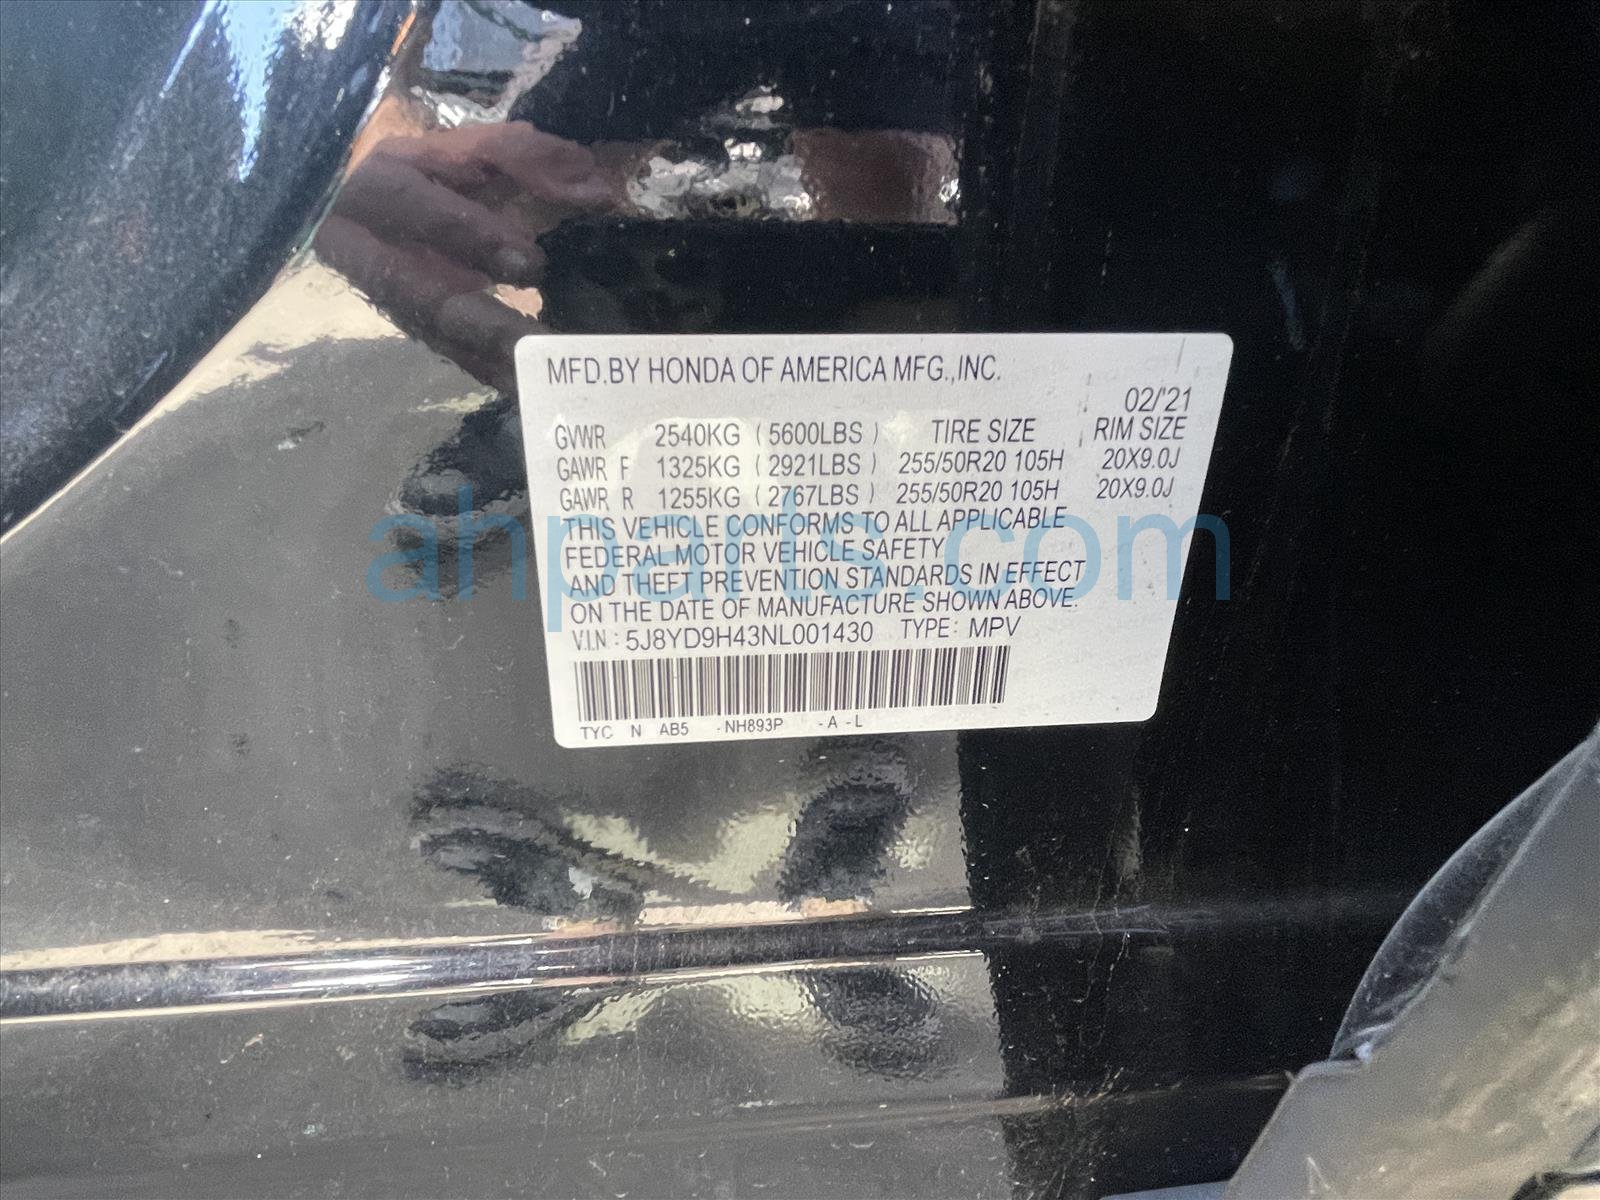 MFD.BY HONDA OF AMERICA MFG.,INC.
02/'21
GVWR 2540KG (5600LBS) TIRE SIZE RIM SIZE
GAWR F 1325KG (2921LBS) 255/50R20 105H 20X9.0J
GAWR R 1255KG (2767LBS) 255/50R20 105H 20X9.0J
THIS VEHICLE CONFORMS TO ALL APPLICABLE
FEDERAL MOTOR VEHICLE SAFETY
AND THEFT PREVENTION STANDARDS IN EFFECT
ON THE DATE OF MANUFACTURE SHOWN ABOVE.
V.I.N.: 5J8YD9H43NL001430 TYPE: MPV
TYC N AB5 -NH893P -A -L
ahparts.com